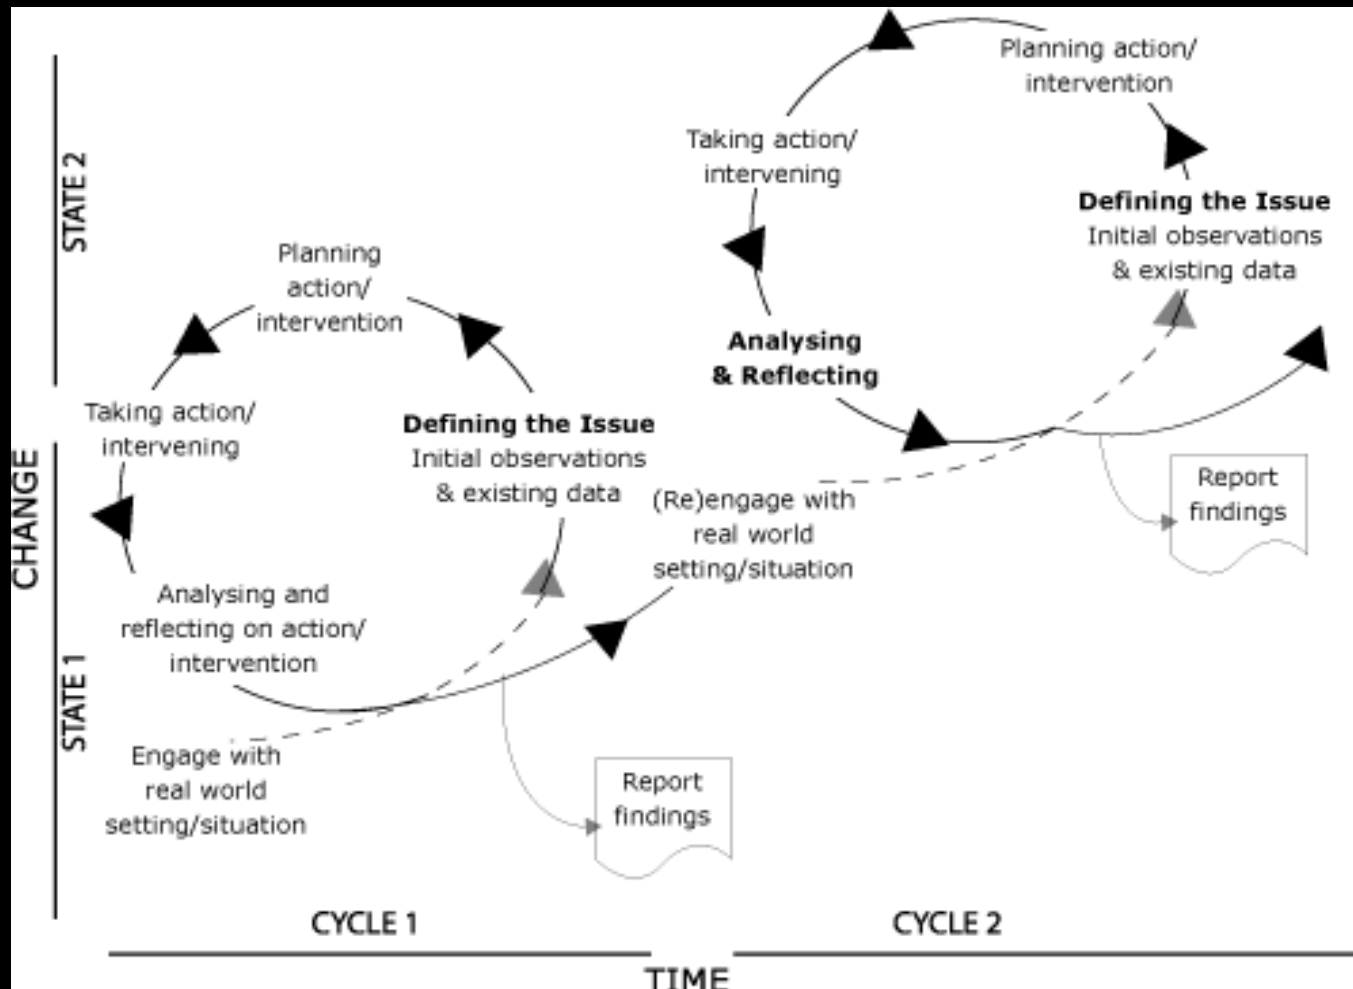 Planning action/
intervention
Taking action/
intervening
Defining the Issue
Initial observations
& existing data
Analysing
& Reflecting
STATE 2
Planning
action/
intervention
Taking action/
intervening
Defining the Issue
Initial observations
& existing data
(Re)engage with
real world
setting/situation
Report
findings
CHANGE
Analysing and
reflecting on action/
intervention
STATE 1
Engage with
real world
setting/situation
Report
findings
CYCLE 1
CYCLE 2
TIME